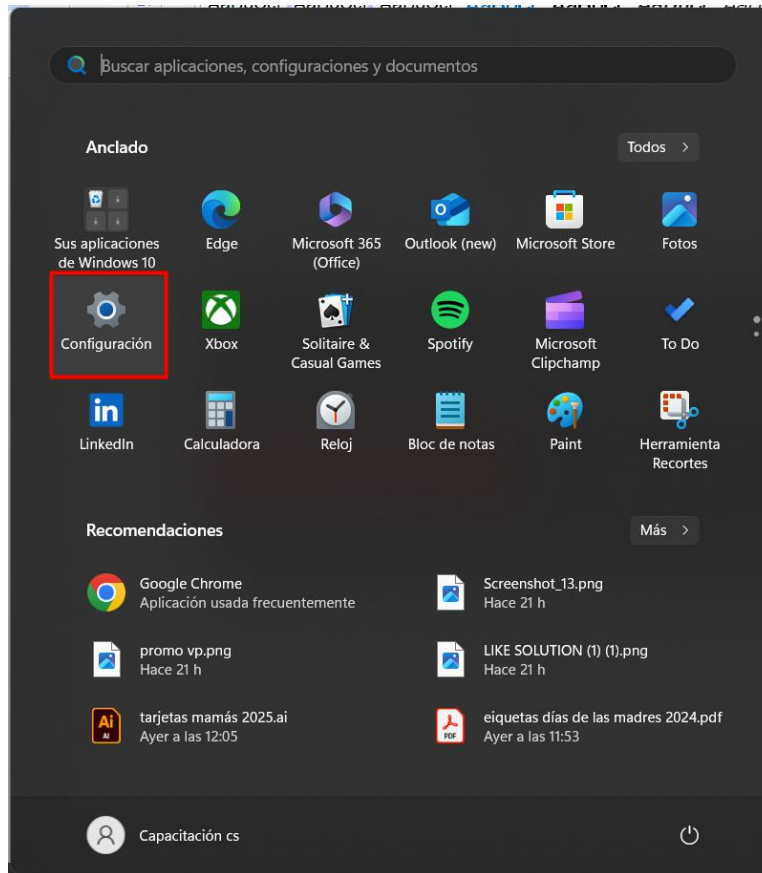 Buscar aplicaciones, configuraciones y documentos
Anclado
Todos >
Sus aplicaciones
de Windows 10
Edge
Microsoft 365
(Office)
Outlook (new)
Microsoft Store
Fotos
Configuración
Xbox
Solitaire &
Casual Games
Spotify
Microsoft
Clipchamp
To Do
in
LinkedIn
Calculadora
Reloj
Bloc de notas
Paint
Herramienta
Recortes
Recomendaciones
Más >
Google Chrome
Aplicación usada frecuentemente
Screenshot_13.png
Hace 21 h
promo vp.png
Hace 21 h
LIKE SOLUTION (1) (1).png
Hace 21 h
Ai
AI
tarjetas mamás 2025.ai
Ayer a las 12:05
PDF
eiquetas días de las madres 2024.pdf
Ayer a las 11:53
Capacitación cs